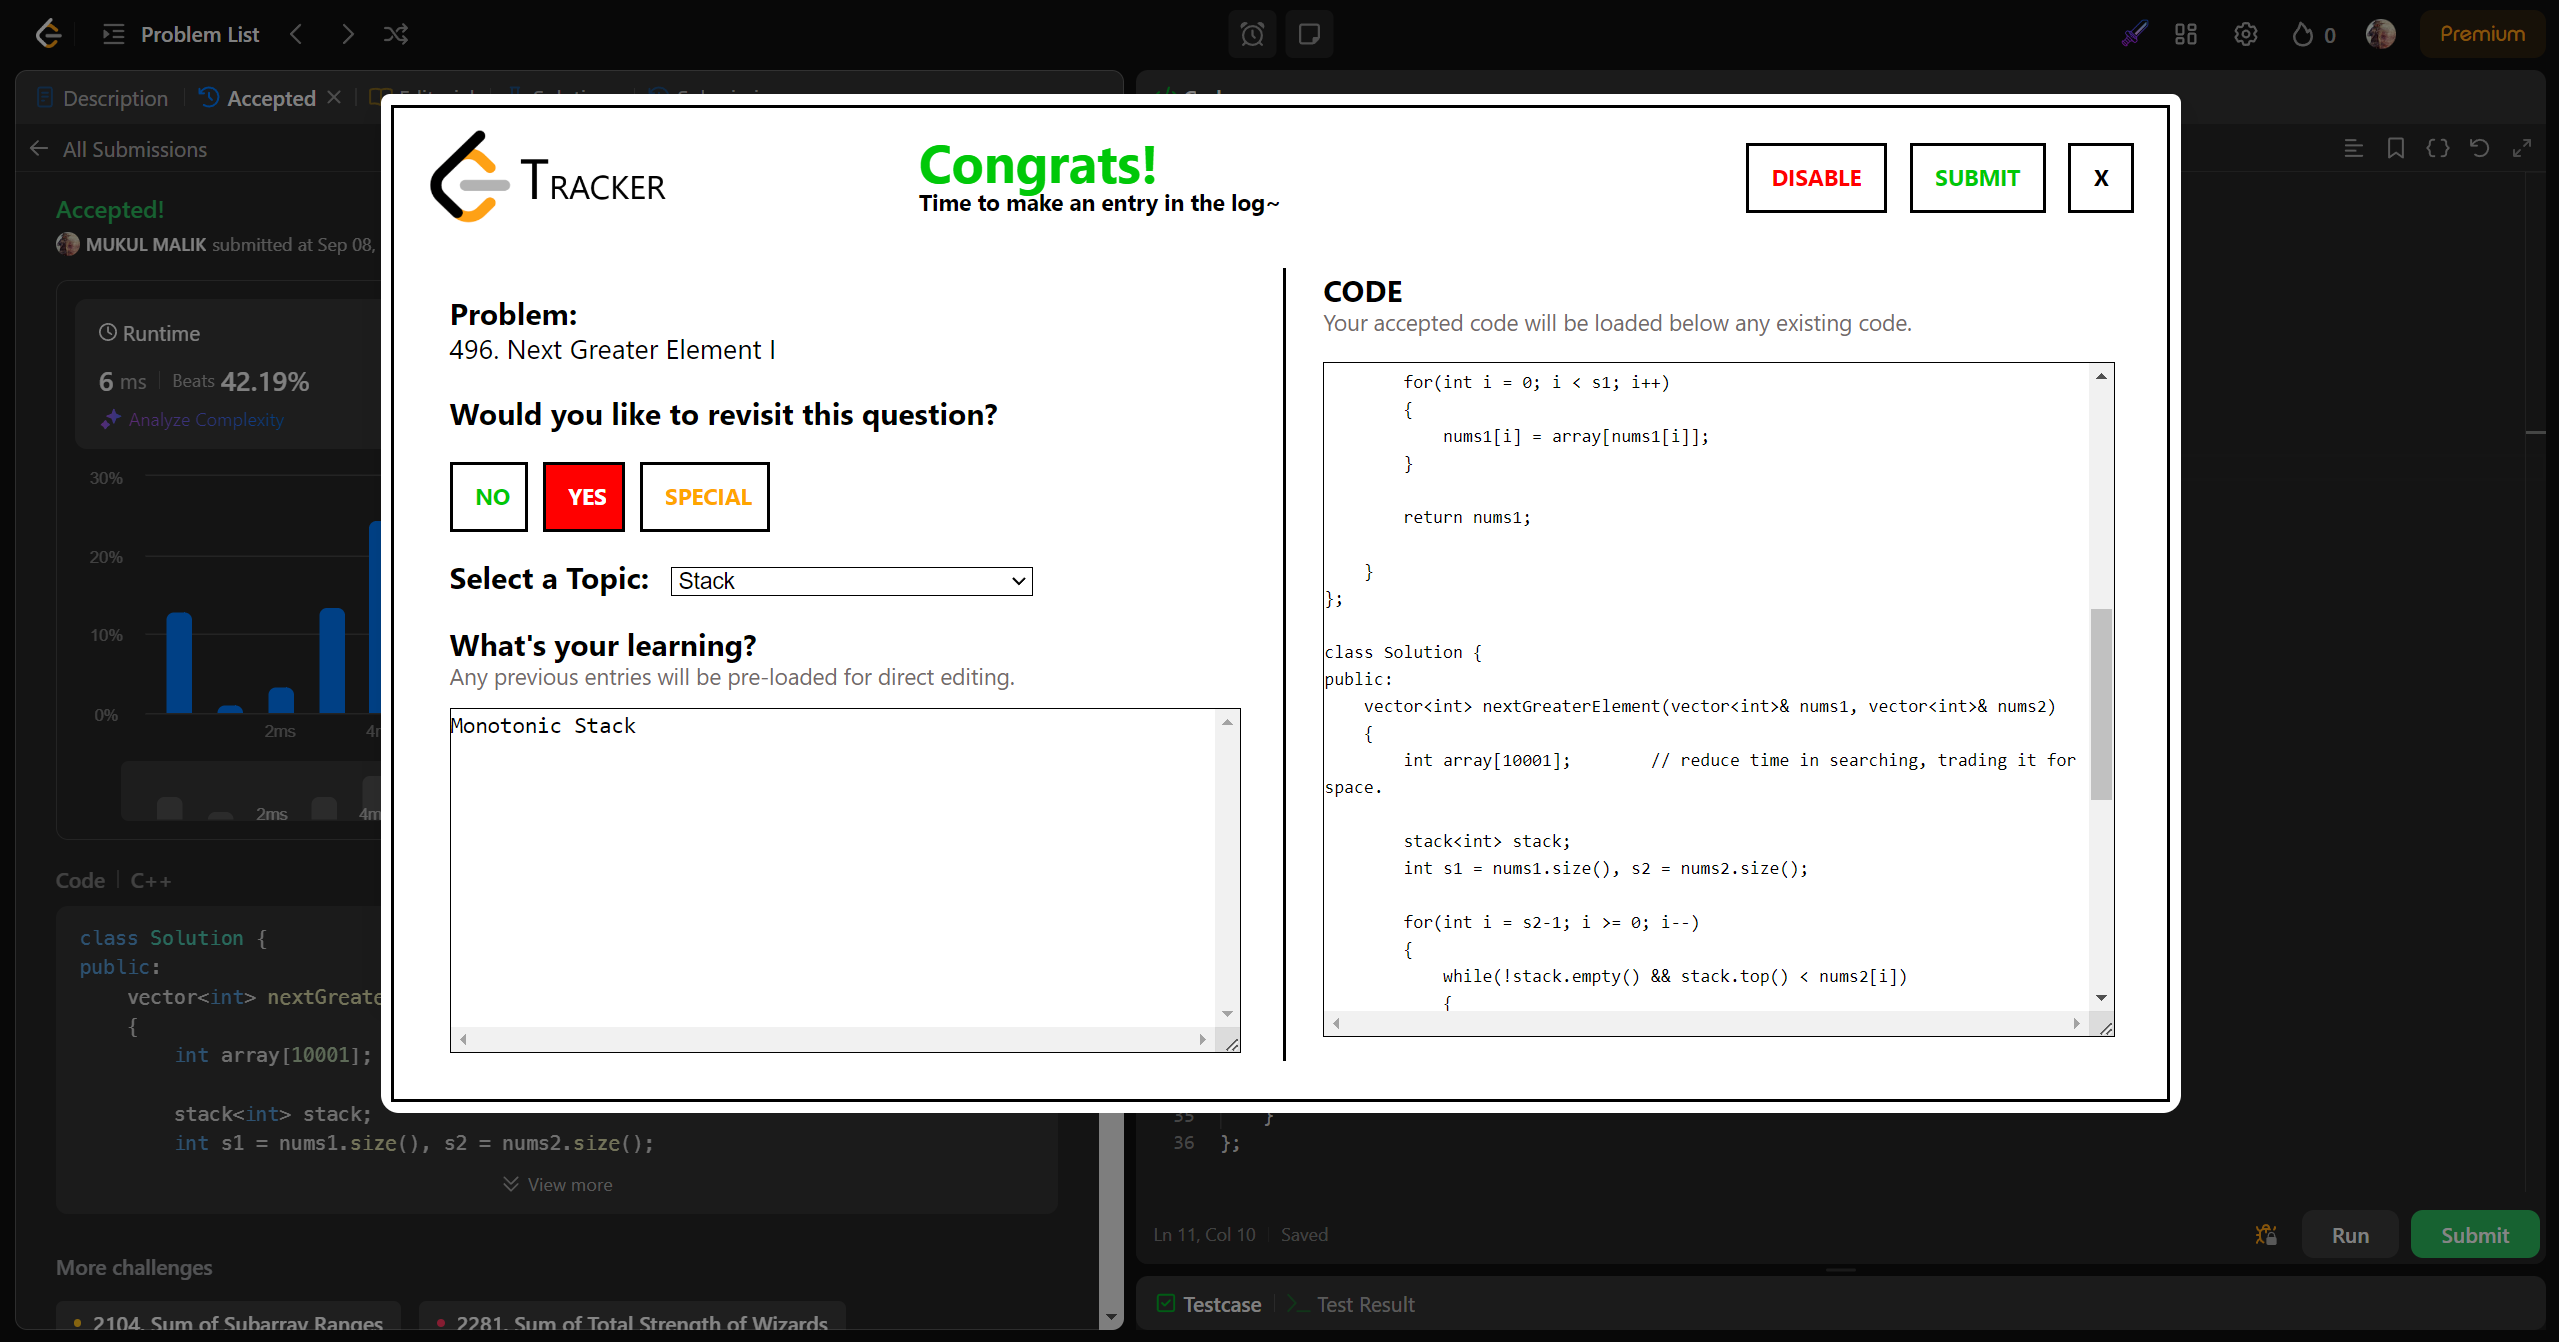 Problem List
0
Premium
Description
Accepted
All Submissions
Accepted!
MUKUL MALIK submitted at Sep 08,
Runtime
6 ms
Beats 42.19%
Analyze Complexity
30%
20%
10%
0%
2ms
2ms
Code
C++
class Solution {
public:
vector<int> nextGreate
{
int array[10001];
stack<int> stack;
int s1 = nums1.size(), s2 = nums2.size();
View more
More challenges
2104. Sum of Subarray Ranges
2281. Sum of Total Strength of Wizards
TRACKER
Congrats!
Time to make an entry in the log~
DISABLE
SUBMIT
X
Problem:
496. Next Greater Element I
Would you like to revisit this question?
NO
YES
SPECIAL
Select a Topic:
Stack
What's your learning?
Any previous entries will be pre-loaded for direct editing.
Monotonic Stack
CODE
Your accepted code will be loaded below any existing code.
for(int i = 0; i < s1; i++)
{
nums1[i] = array[nums1[i]];
}
return nums1;
}
};
class Solution {
public:
vector<int> nextGreaterElement(vector<int>& nums1, vector<int>& nums2)
{
int array[10001]; // reduce time in searching, trading it for
space.
stack<int> stack;
int s1 = nums1.size(), s2 = nums2.size();
for(int i = s2-1; i >= 0; i--)
{
while(!stack.empty() && stack.top() < nums2[i])
{
35 }
36 };
Ln 11, Col 10
Saved
Run
Submit
Testcase
Test Result